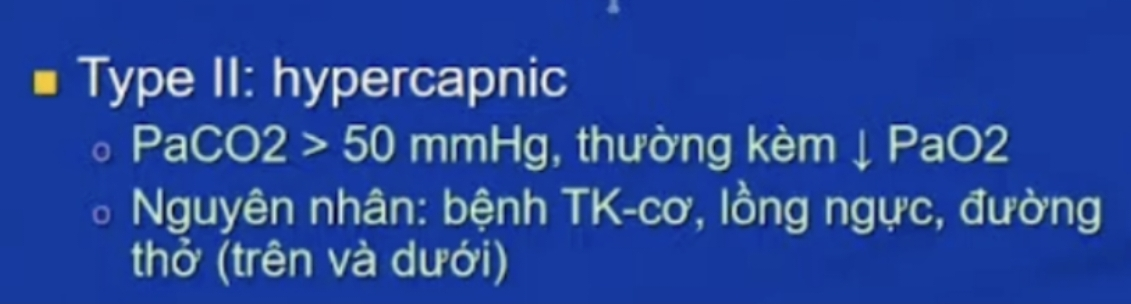 Type II: hypercapnic
PaCO2 > 50 mmHg, thường kèm ↓ PaO2
Nguyên nhân: bệnh TK-cơ, lồng ngực, đường
thở (trên và dưới)